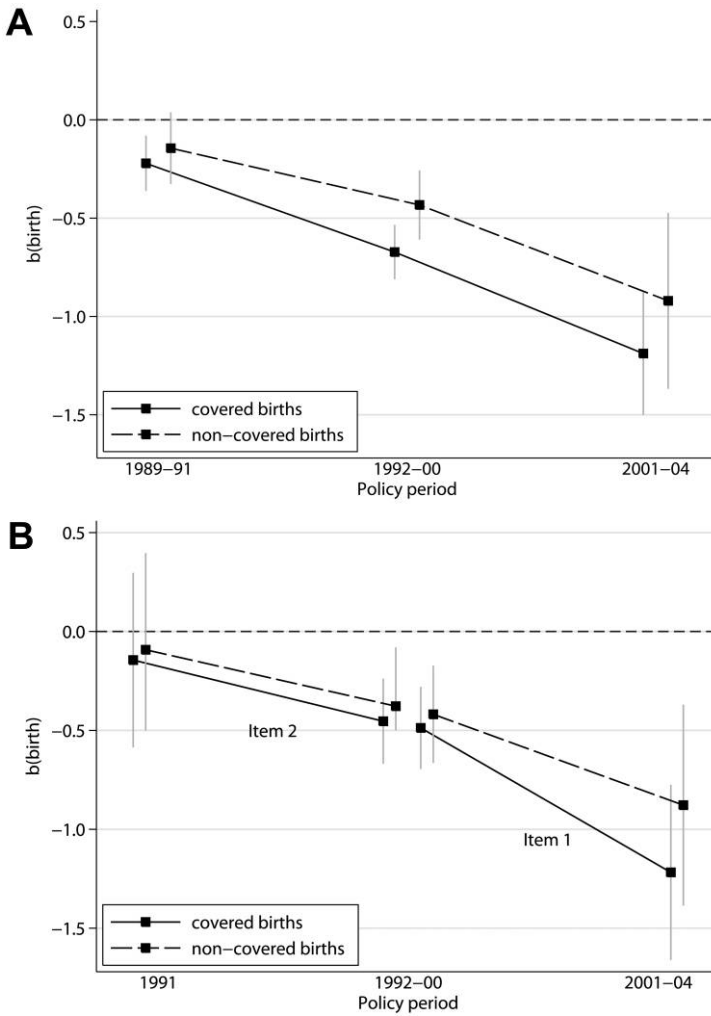 A
0.5
0.0
−0.5
−1.0
−1.5
b(birth)
covered births
non−covered births
1989−91 1992−00 2001−04
Policy period
B
0.5
0.0
−0.5
−1.0
−1.5
b(birth)
Item 2
Item 1
covered births
non−covered births
1991 1992−00 2001−04
Policy period